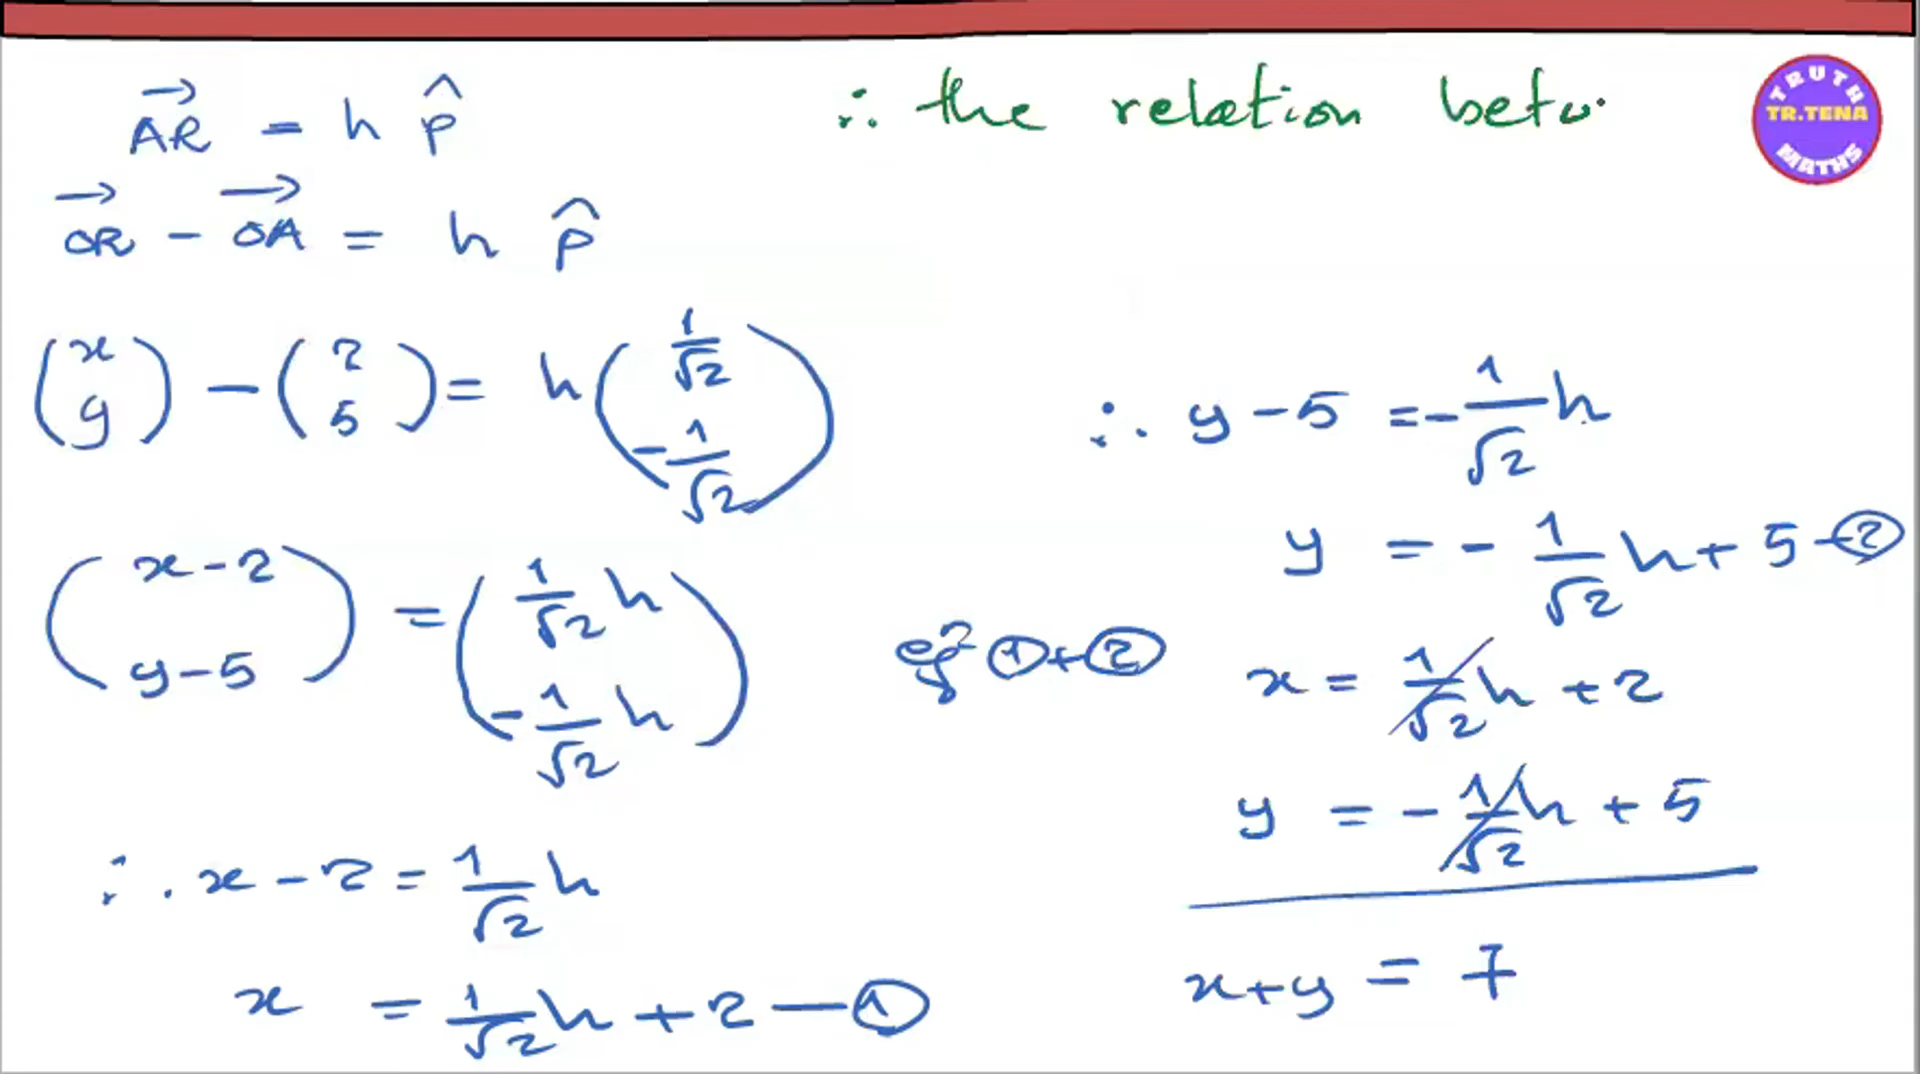 →AR = h p̂
→OR − →OA = h p̂
(x y) − (2 5) = h (1/√2 −1/√2)
(x−2 y−5) = (1/√2 h −1/√2 h)
∴ x − 2 = 1/√2 h
x = 1/√2 h + 2 — ①
∴ the relation betw
∴ y − 5 = − 1/√2 h
y = − 1/√2 h + 5 — ②
eqⁿ ① + ②
x = 1/√2 h + 2
y = − 1/√2 h + 5
x + y = 7
TRUTH
TR.TENA
MATHS